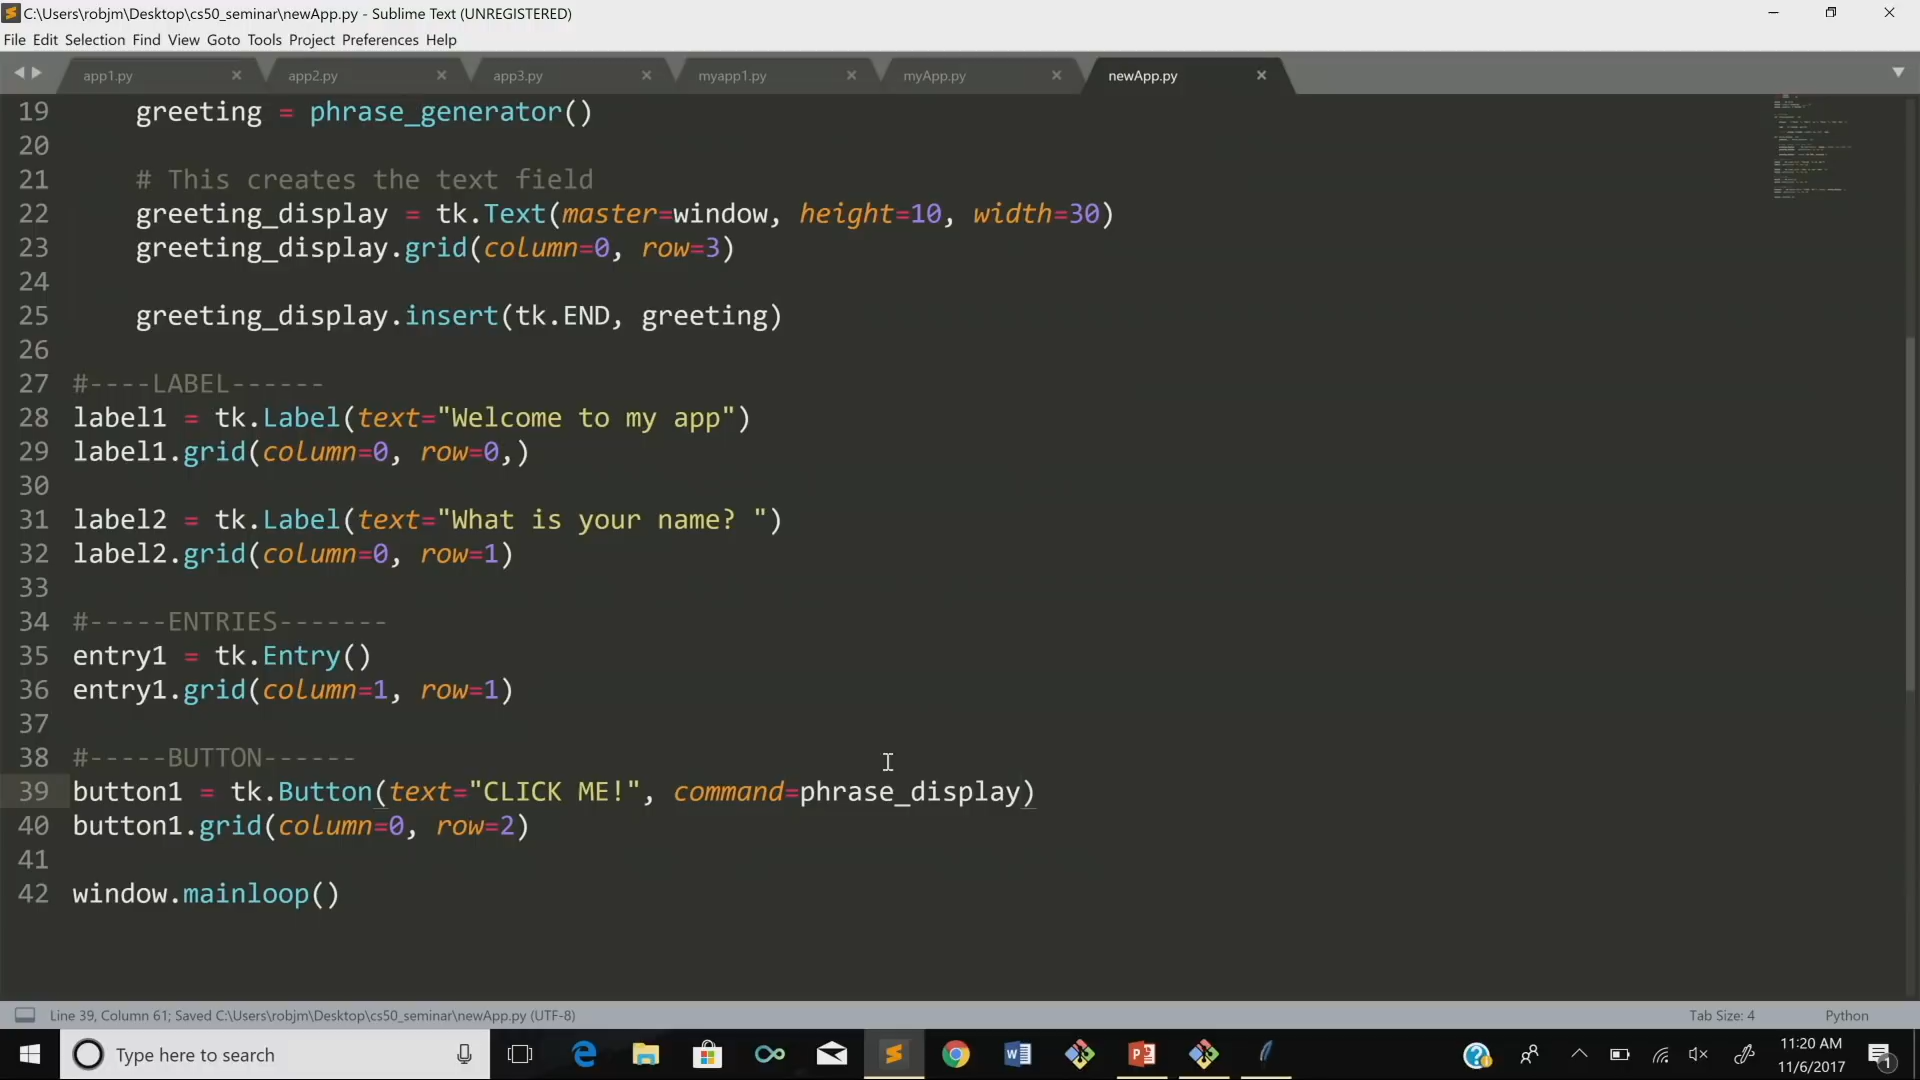 C:\Users\robjm\Desktop\cs50_seminar\newApp.py - Sublime Text (UNREGISTERED)
File Edit Selection Find View Goto Tools Project Preferences Help
app1.py app2.py app3.py myapp1.py myApp.py newApp.py
19 greeting = phrase_generator()
20
21 # This creates the text field
22 greeting_display = tk.Text(master=window, height=10, width=30)
23 greeting_display.grid(column=0, row=3)
24
25 greeting_display.insert(tk.END, greeting)
26
27 #----LABEL------
28 label1 = tk.Label(text="Welcome to my app")
29 label1.grid(column=0, row=0,)
30
31 label2 = tk.Label(text="What is your name? ")
32 label2.grid(column=0, row=1)
33
34 #-----ENTRIES-------
35 entry1 = tk.Entry()
36 entry1.grid(column=1, row=1)
37
38 #-----BUTTON------
39 button1 = tk.Button(text="CLICK ME!", command=phrase_display)
40 button1.grid(column=0, row=2)
41
42 window.mainloop()
Line 39, Column 61; Saved C:\Users\robjm\Desktop\cs50_seminar\newApp.py (UTF-8) Tab Size: 4 Python
Type here to search
11:20 AM
11/6/2017
1